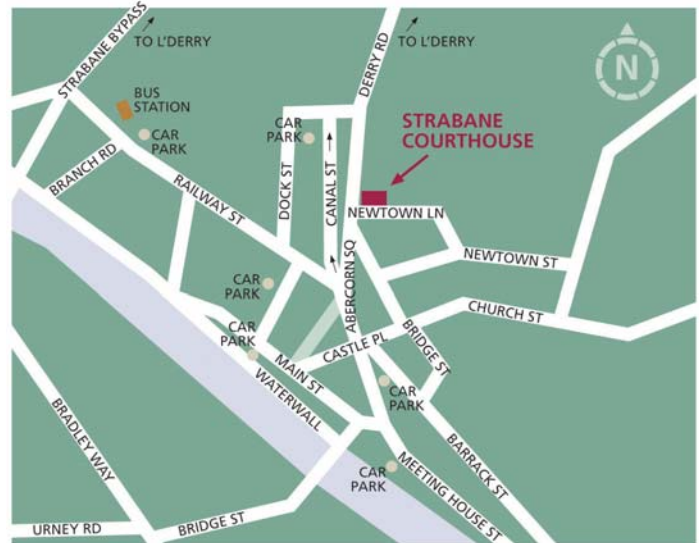 STRABANE BYPASS
TO L'DERRY
DERRY RD
TO L'DERRY
N
BUS
STATION
CAR
PARK
CAR
PARK
STRABANE
COURTHOUSE
BRANCH RD
RAILWAY ST
DOCK ST
CANAL ST
NEWTOWN LN
ABERCORN SQ
NEWTOWN ST
CAR
PARK
CHURCH ST
CAR
PARK
CASTLE PL
BRIDGE ST
MAIN ST
WATERWALL
CAR
PARK
BRADLEY WAY
BARRACK ST
CAR
PARK
MEETING HOUSE ST
URNEY RD
BRIDGE ST